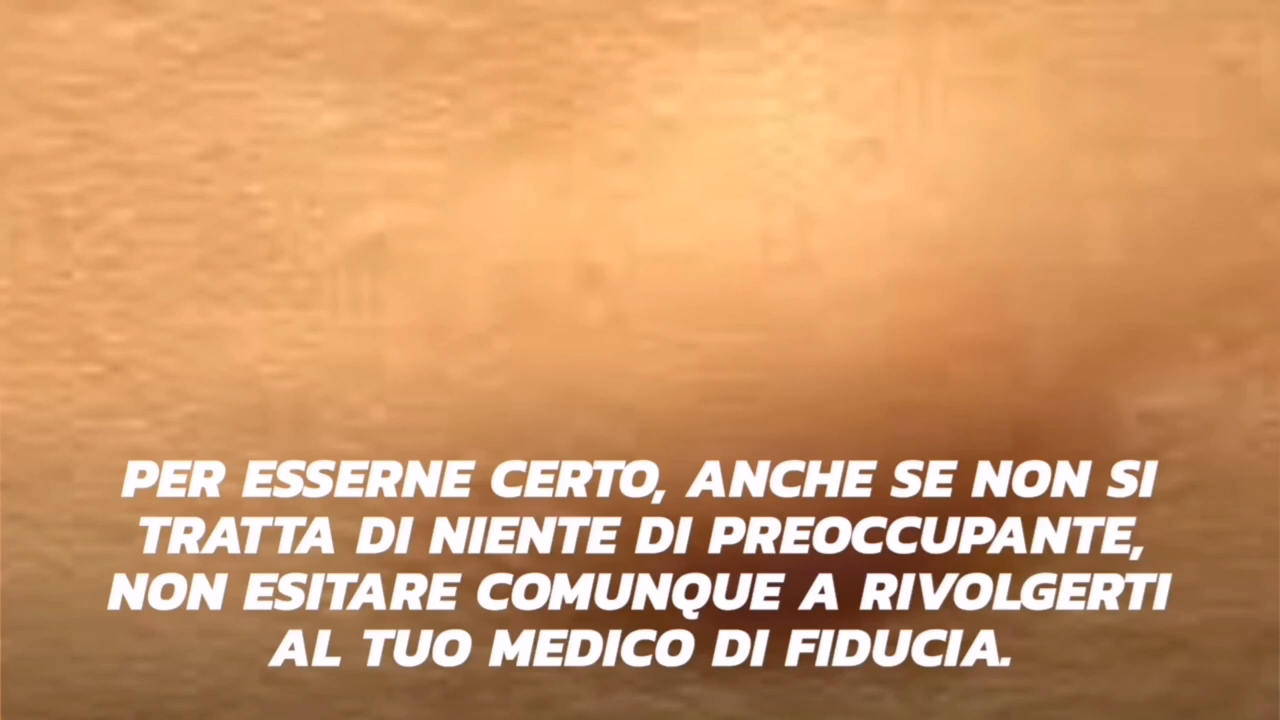 PER ESSERNE CERTO, ANCHE SE NON SI
TRATTA DI NIENTE DI PREOCCUPANTE,
NON ESITARE COMUNQUE A RIVOLGERTI
AL TUO MEDICO DI FIDUCIA.